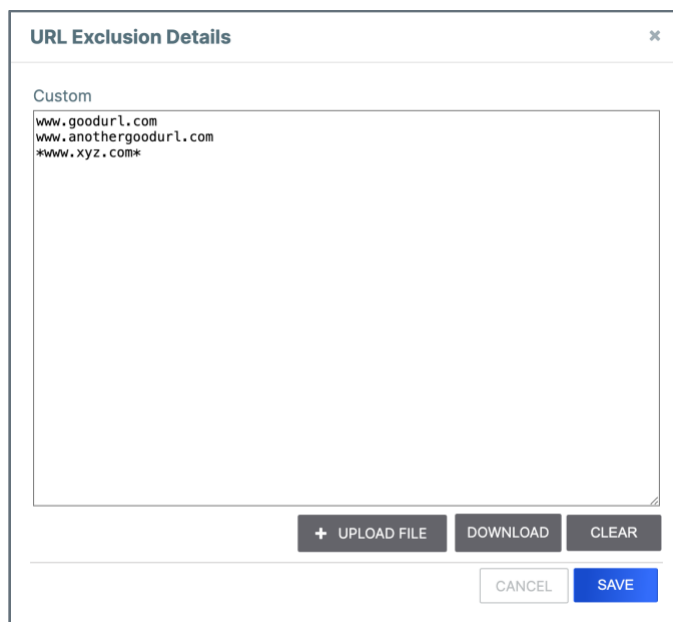 URL Exclusion Details
×
Custom
www.goodurl.com
www.anothergoodurl.com
*www.xyz.com*
+ UPLOAD FILE DOWNLOAD CLEAR
CANCEL SAVE